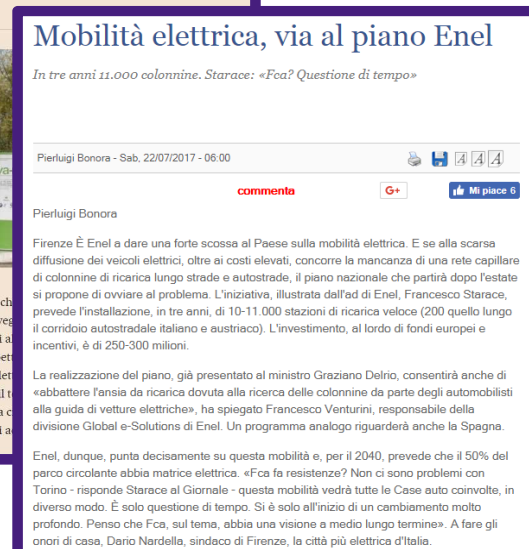 Mobilità elettrica, via al piano Enel
In tre anni 11.000 colonnine. Starace: «Fca? Questione di tempo»
Pierluigi Bonora - Sab, 22/07/2017 - 06:00
A A A
commenta G+ Mi piace 6
Pierluigi Bonora
Firenze È Enel a dare una forte scossa al Paese sulla mobilità elettrica. E se alla scarsa
diffusione dei veicoli elettrici, oltre ai costi elevati, concorre la mancanza di una rete capillare
di colonnine di ricarica lungo strade e autostrade, il piano nazionale che partirà dopo l'estate
si propone di ovviare al problema. L'iniziativa, illustrata dall'ad di Enel, Francesco Starace,
prevede l'installazione, in tre anni, di 10-11.000 stazioni di ricarica veloce (200 quello lungo
il corridoio autostradale italiano e austriaco). L'investimento, al lordo di fondi europei e
incentivi, è di 250-300 milioni.
La realizzazione del piano, già presentato al ministro Graziano Delrio, consentirà anche di
«abbattere l'ansia da ricarica dovuta alla ricerca delle colonnine da parte degli automobilisti
alla guida di vetture elettriche», ha spiegato Francesco Venturini, responsabile della
divisione Global e-Solutions di Enel. Un programma analogo riguarderà anche la Spagna.
Enel, dunque, punta decisamente su questa mobilità e, per il 2040, prevede che il 50% del
parco circolante abbia matrice elettrica. «Fca fa resistenze? Non ci sono problemi con
Torino - risponde Starace al Giornale - questa mobilità vedrà tutte le Case auto coinvolte, in
diverso modo. È solo questione di tempo. Si è solo all'inizio di un cambiamento molto
profondo. Penso che Fca, sul tema, abbia una visione a medio lungo termine». A fare gli
onori di casa, Dario Nardella, sindaco di Firenze, la città più elettrica d'Italia.